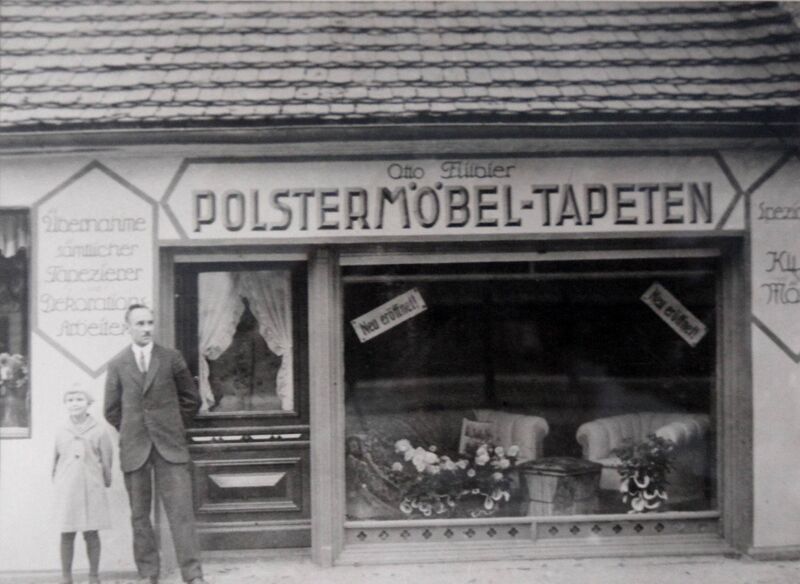 Übernahme
sämtlicher
Tapezierer
Dekorations
Arbeiten
Otto
POLSTERMÖBEL-TAPETEN
Neu eröffnet!
Neu eröffnet!